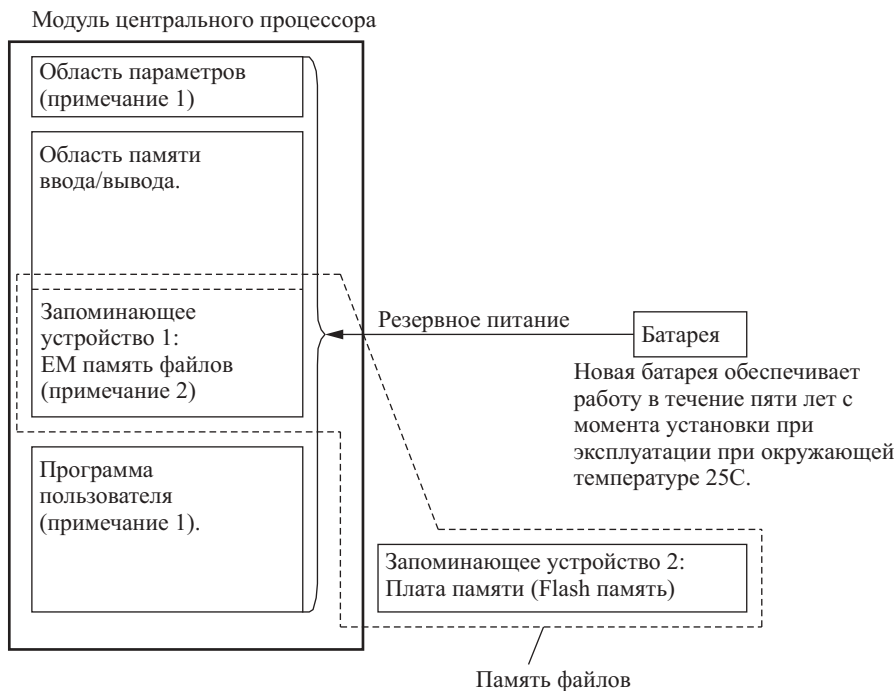 Модуль центрального процессора
Область параметров
(примечание 1)
Область памяти
ввода/вывода.
Запоминающее
устройство 1:
EM память файлов
(примечание 2)
Резервное питание
Батарея
Новая батарея обеспечивает
работу в течение пяти лет с
момента установки при
эксплуатации при окружающей
температуре 25С.
Программа
пользователя
(примечание 1).
Запоминающее устройство 2:
Плата памяти (Flash память)
Память файлов